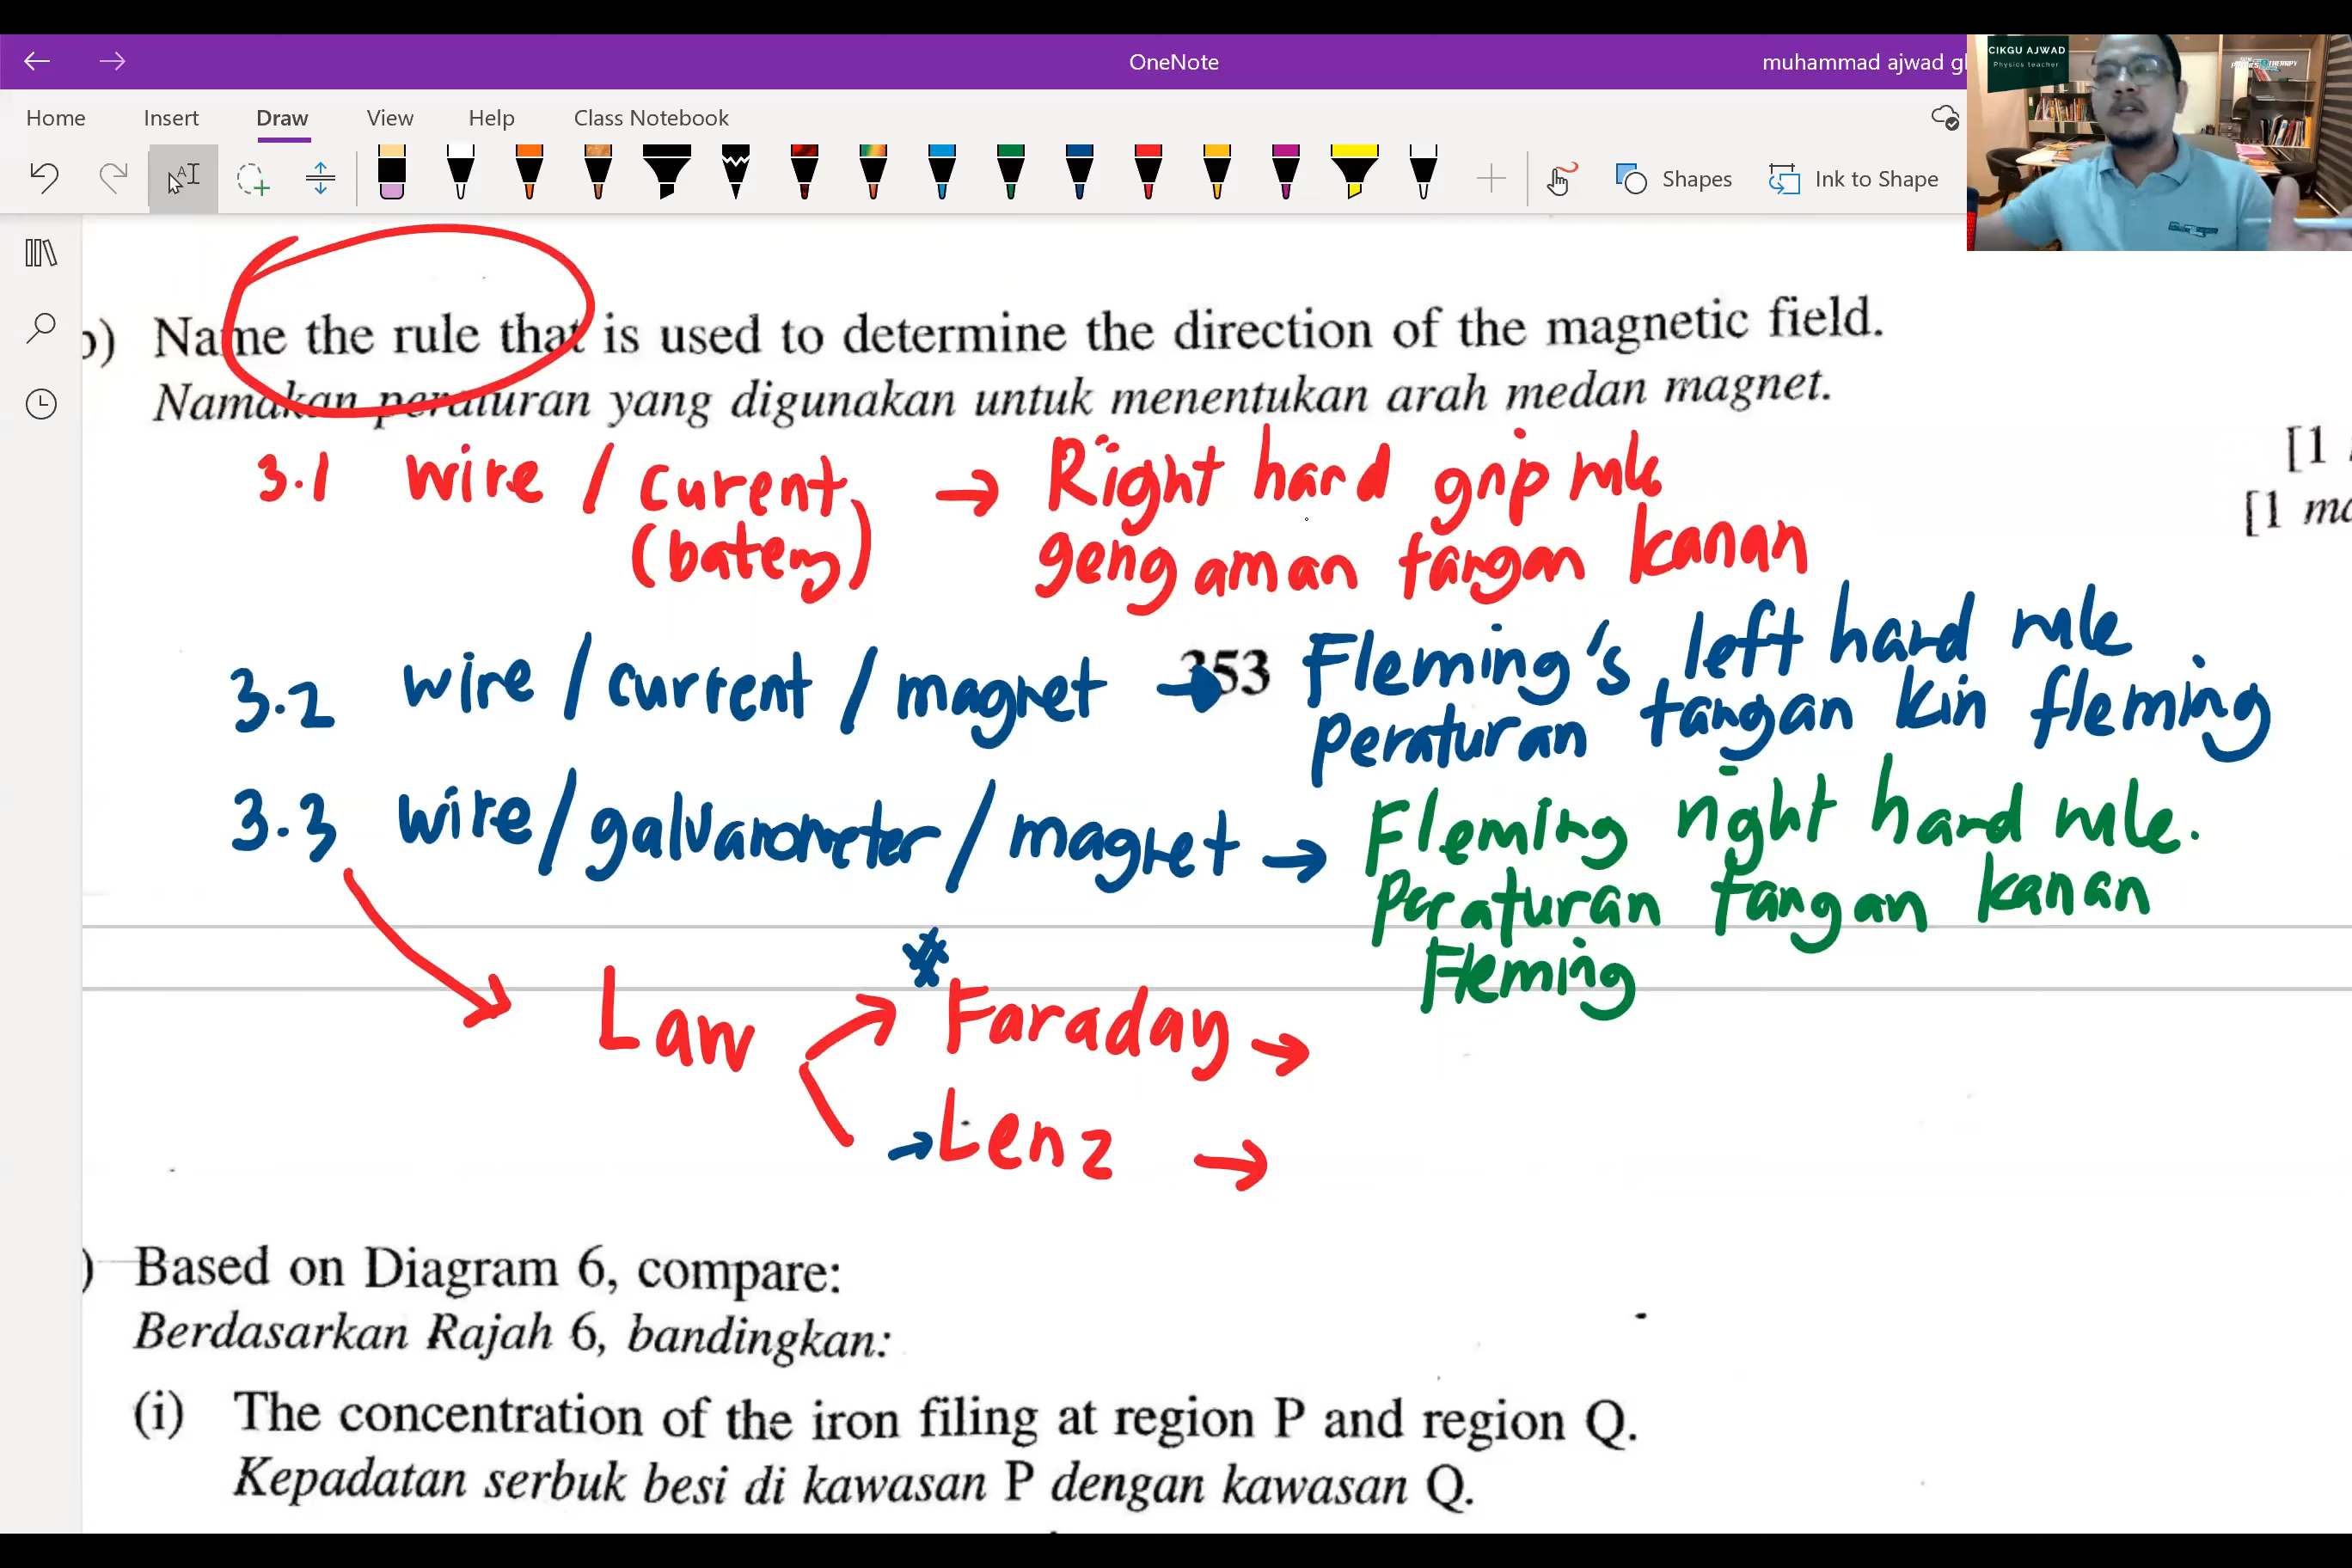 OneNote
muhammad ajwad gl
CIKGU AJWAD
Physics teacher
Home Insert Draw View Help Class Notebook
Shapes Ink to Shape
b) Name the rule that is used to determine the direction of the magnetic field.
Namakan peraturan yang digunakan untuk menentukan arah medan magnet.
[1
[1 ma
3.1 wire / curent → Right hand grip rule
(batery) gengaman tangan kanan
353
3.2 wire / current / magnet → Fleming's left hand rule
peraturan tangan kiri fleming
3.3 wire / galvanometer / magnet → Fleming right hand rule.
peraturan tangan kanan
Fleming
Law * Faraday →
→ Lenz →
) Based on Diagram 6, compare:
Berdasarkan Rajah 6, bandingkan:
(i) The concentration of the iron filing at region P and region Q.
Kepadatan serbuk besi di kawasan P dengan kawasan Q.